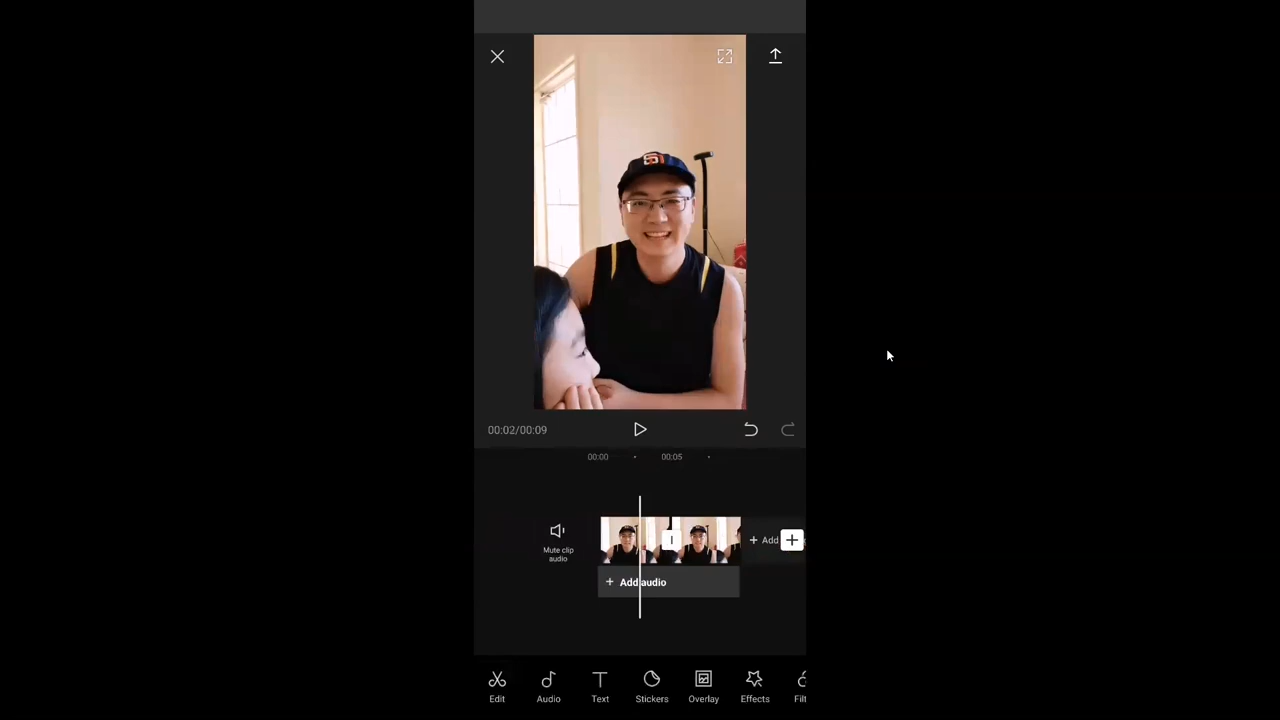 SD
00:02/00:09
00:00
00:05
Mute clip
audio
+ Add
+ Add audio
Edit
Audio
Text
Stickers
Overlay
Effects
Filt